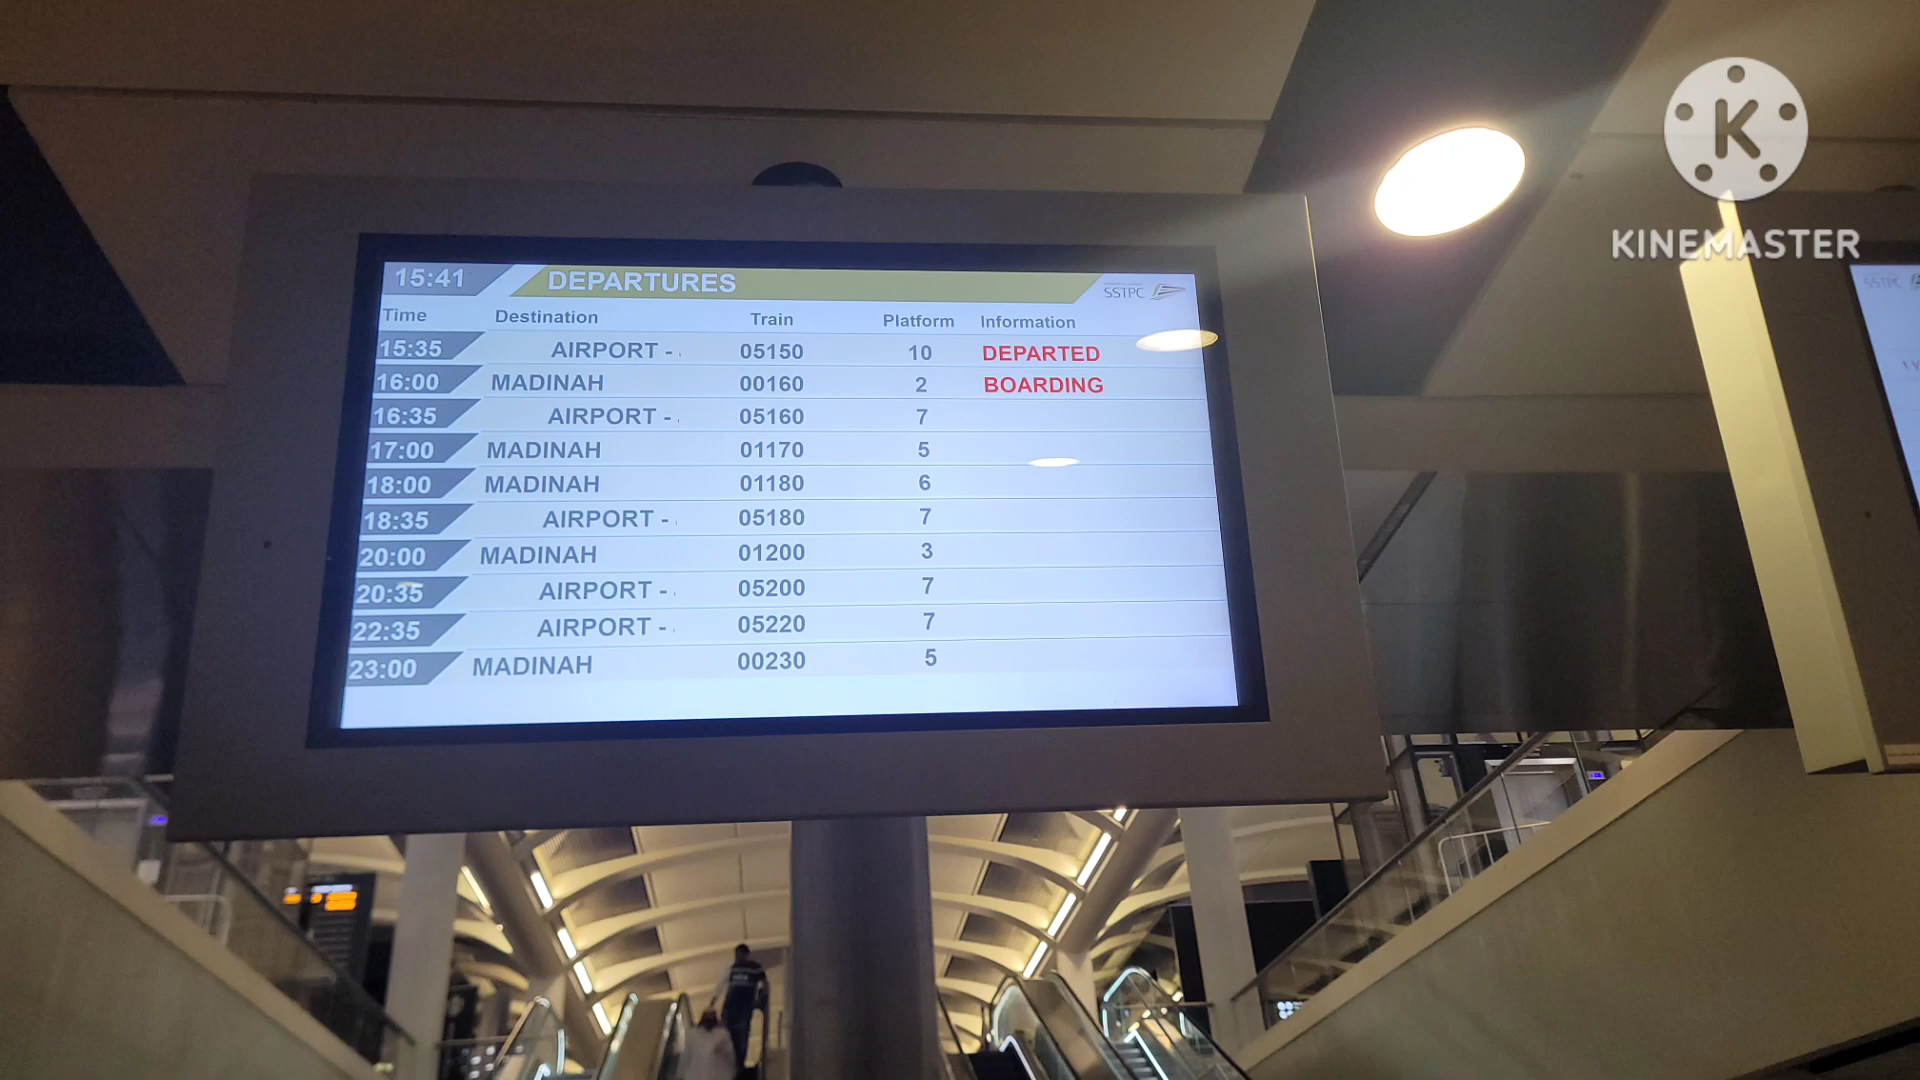 K
KINEMASTER
15:41 DEPARTURES SSTPC
Time Destination Train Platform Information
15:35 AIRPORT - 05150 10 DEPARTED
16:00 MADINAH 00160 2 BOARDING
16:35 AIRPORT - 05160 7
17:00 MADINAH 01170 5
18:00 MADINAH 01180 6
18:35 AIRPORT - 05180 7
20:00 MADINAH 01200 3
20:35 AIRPORT - 05200 7
22:35 AIRPORT - 05220 7
23:00 MADINAH 00230 5
SSTPC